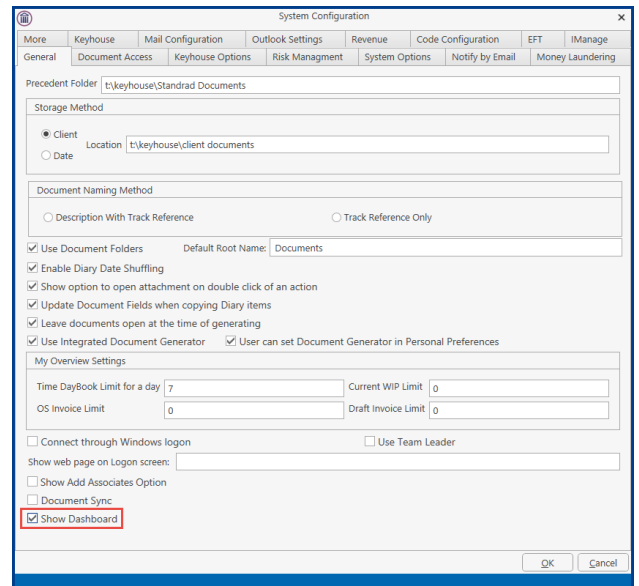 System Configuration
More Keyhouse Mail Configuration Outlook Settings Revenue Code Configuration EFT IManage
General Document Access Keyhouse Options Risk Managment System Options Notify by Email Money Laundering
Precedent Folder t:\keyhouse\Standrad Documents
Storage Method
Client
Location t:\keyhouse\client documents
Date
Document Naming Method
Description With Track Reference Track Reference Only
Use Document Folders Default Root Name: Documents
Enable Diary Date Shuffling
Show option to open attachment on double click of an action
Update Document Fields when copying Diary items
Leave documents open at the time of generating
Use Integrated Document Generator User can set Document Generator in Personal Preferences
My Overview Settings
Time DayBook Limit for a day 7 Current WIP Limit 0
OS Invoice Limit 0 Draft Invoice Limit 0
Connect through Windows logon Use Team Leader
Show web page on Logon screen:
Show Add Associates Option
Document Sync
Show Dashboard
OK Cancel